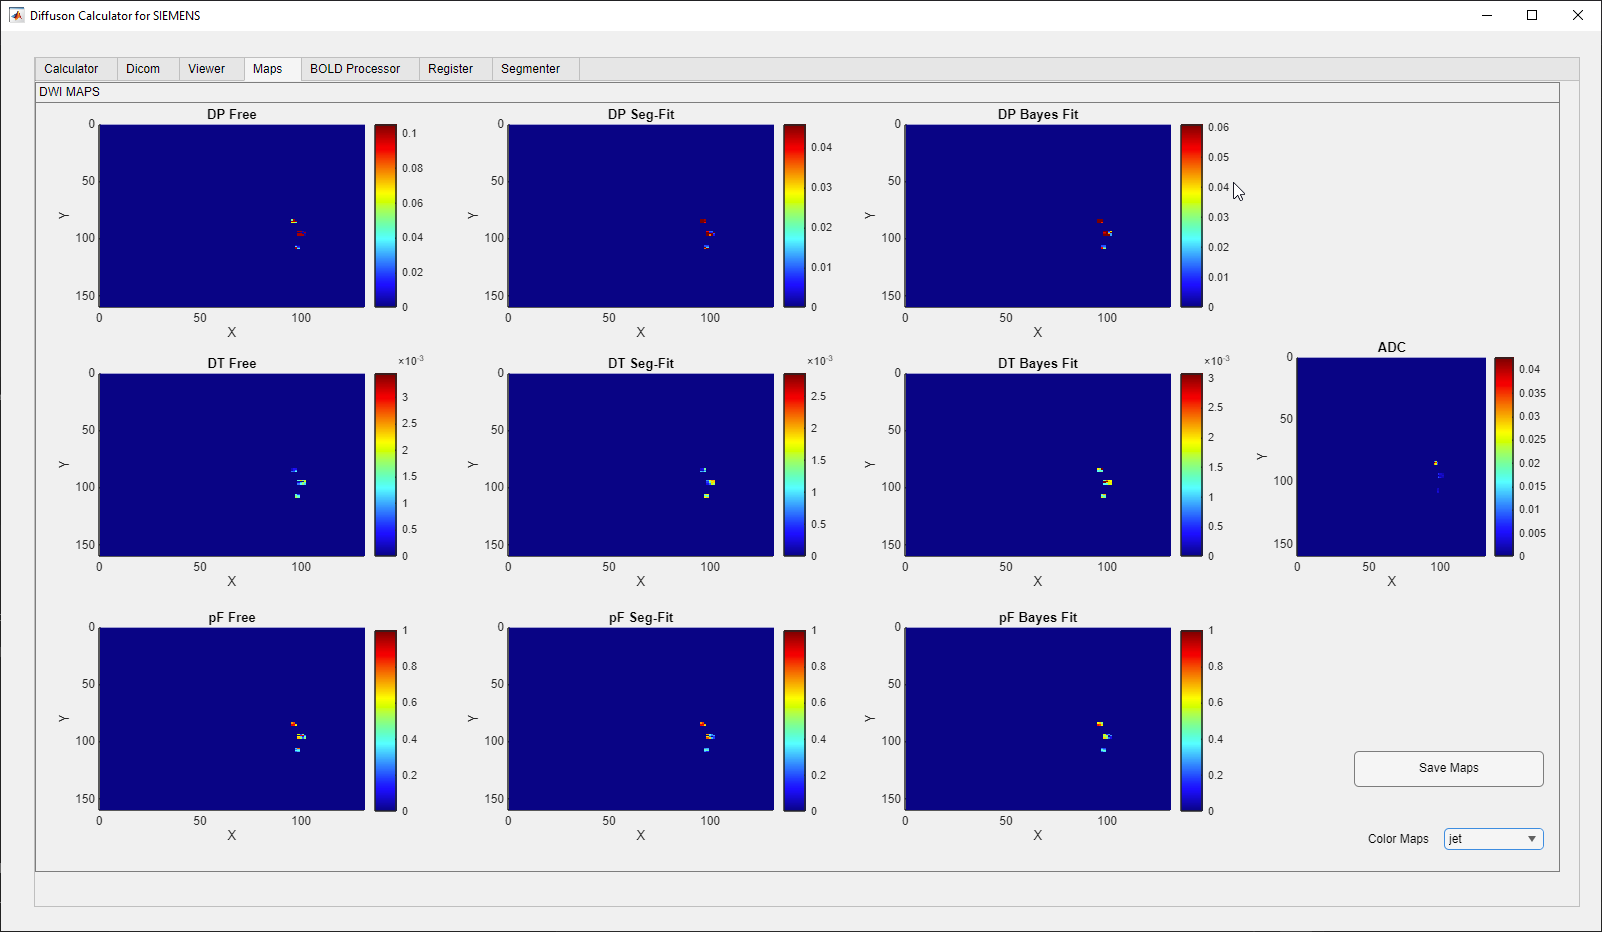 Diffuson Calculator for SIEMENS
Calculator Dicom Viewer Maps BOLD Processor Register Segmenter
DWI MAPS
DP Free
0
50
100
150
Y
0 50 100
X
0.1
0.08
0.06
0.04
0.02
0
DP Seg-Fit
0
50
100
150
Y
0 50 100
X
0.04
0.03
0.02
0.01
0
DP Bayes Fit
0
50
100
150
Y
0 50 100
X
0.06
0.05
0.04
0.03
0.02
0.01
0
DT Free
0
50
100
150
Y
0 50 100
X
×10-3
3
2.5
2
1.5
1
0.5
0
DT Seg-Fit
0
50
100
150
Y
0 50 100
X
×10-3
2.5
2
1.5
1
0.5
0
DT Bayes Fit
0
50
100
150
Y
0 50 100
X
×10-3
3
2.5
2
1.5
1
0.5
0
ADC
0
50
100
150
Y
0 50 100
X
0.04
0.035
0.03
0.025
0.02
0.015
0.01
0.005
0
pF Free
0
50
100
150
Y
0 50 100
X
1
0.8
0.6
0.4
0.2
0
pF Seg-Fit
0
50
100
150
Y
0 50 100
X
1
0.8
0.6
0.4
0.2
0
pF Bayes Fit
0
50
100
150
Y
0 50 100
X
1
0.8
0.6
0.4
0.2
0
Save Maps
Color Maps jet